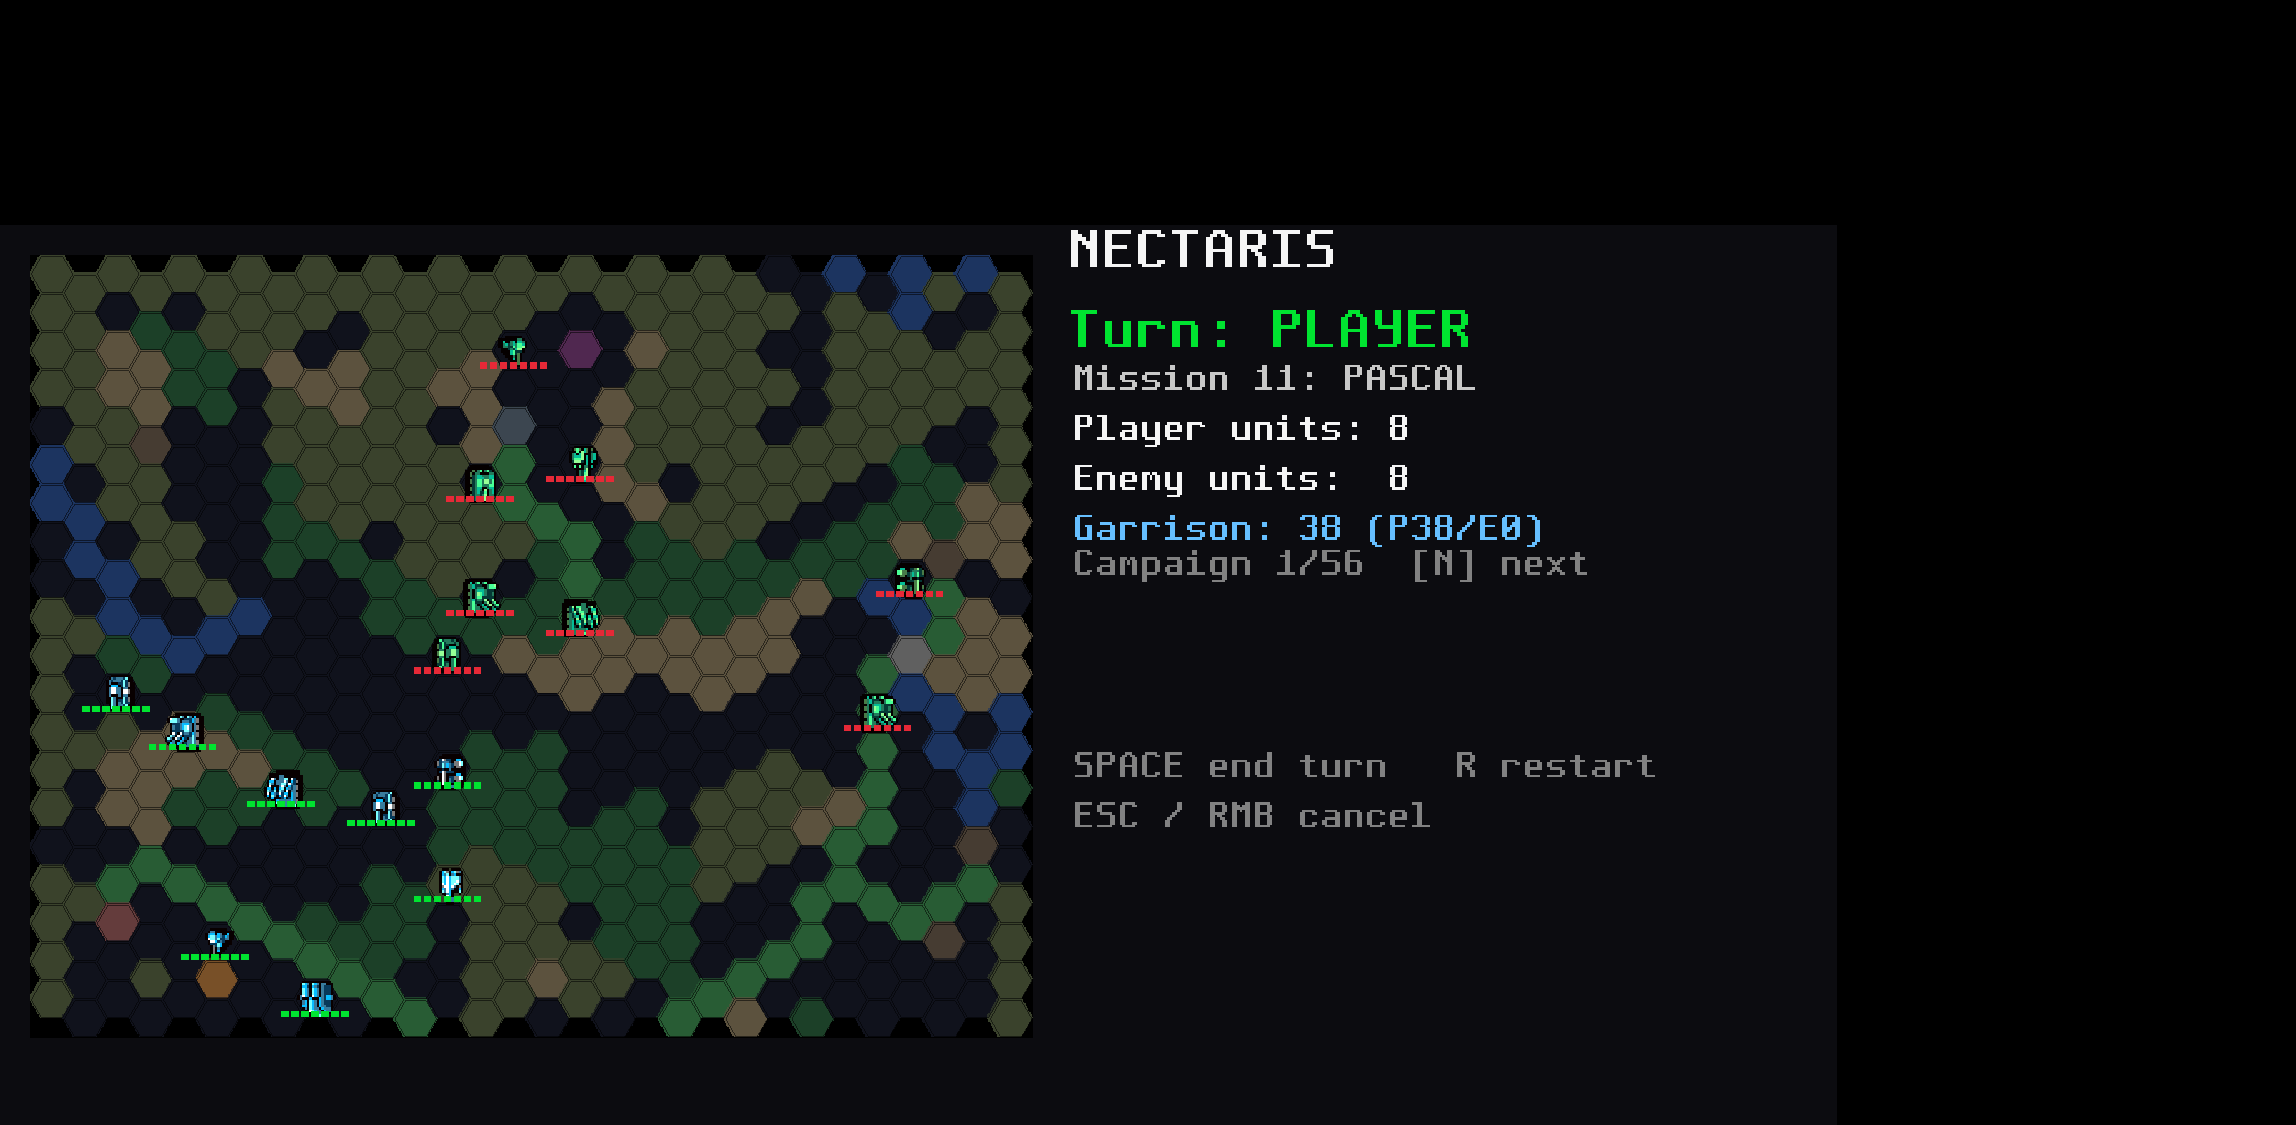 NECTARIS
Turn: PLAYER
Mission 11: PASCAL
Player units: 8
Enemy units:  8
Garrison: 38 (P38/E0)
Campaign 1/56  [N] next
SPACE end turn   R restart
ESC / RMB cancel